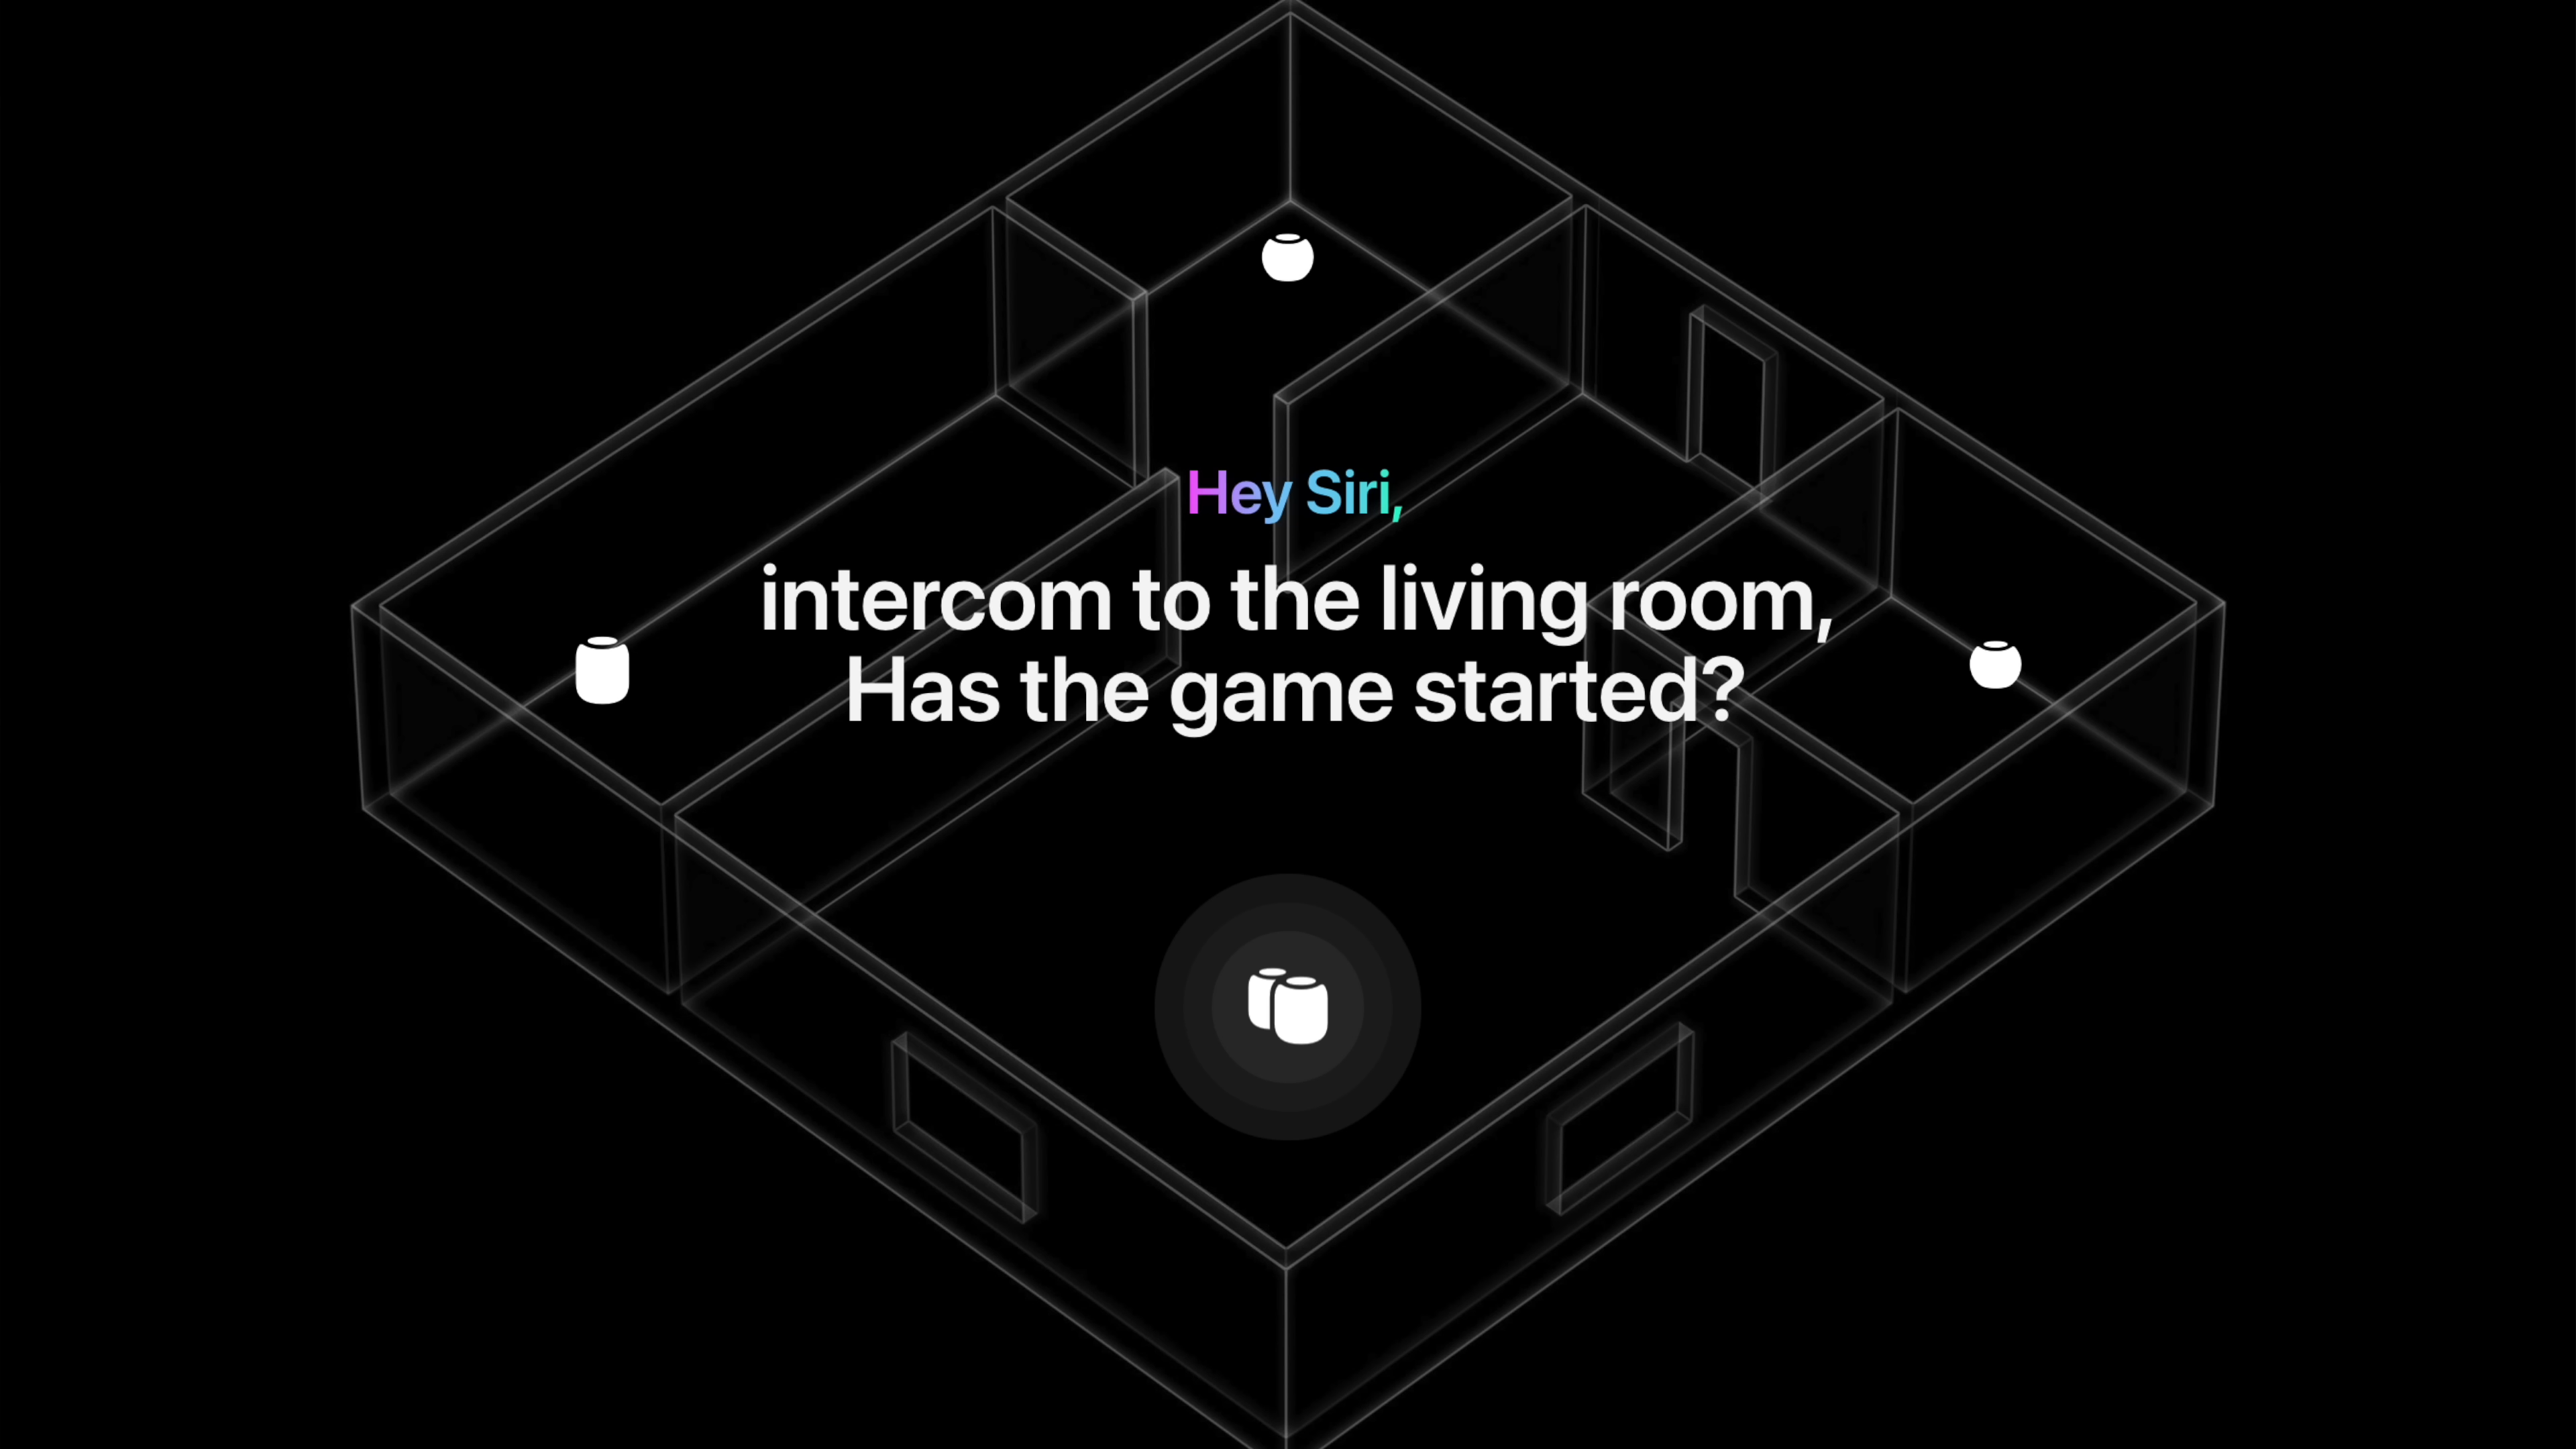 Hey Siri,
intercom to the living room,
Has the game started?